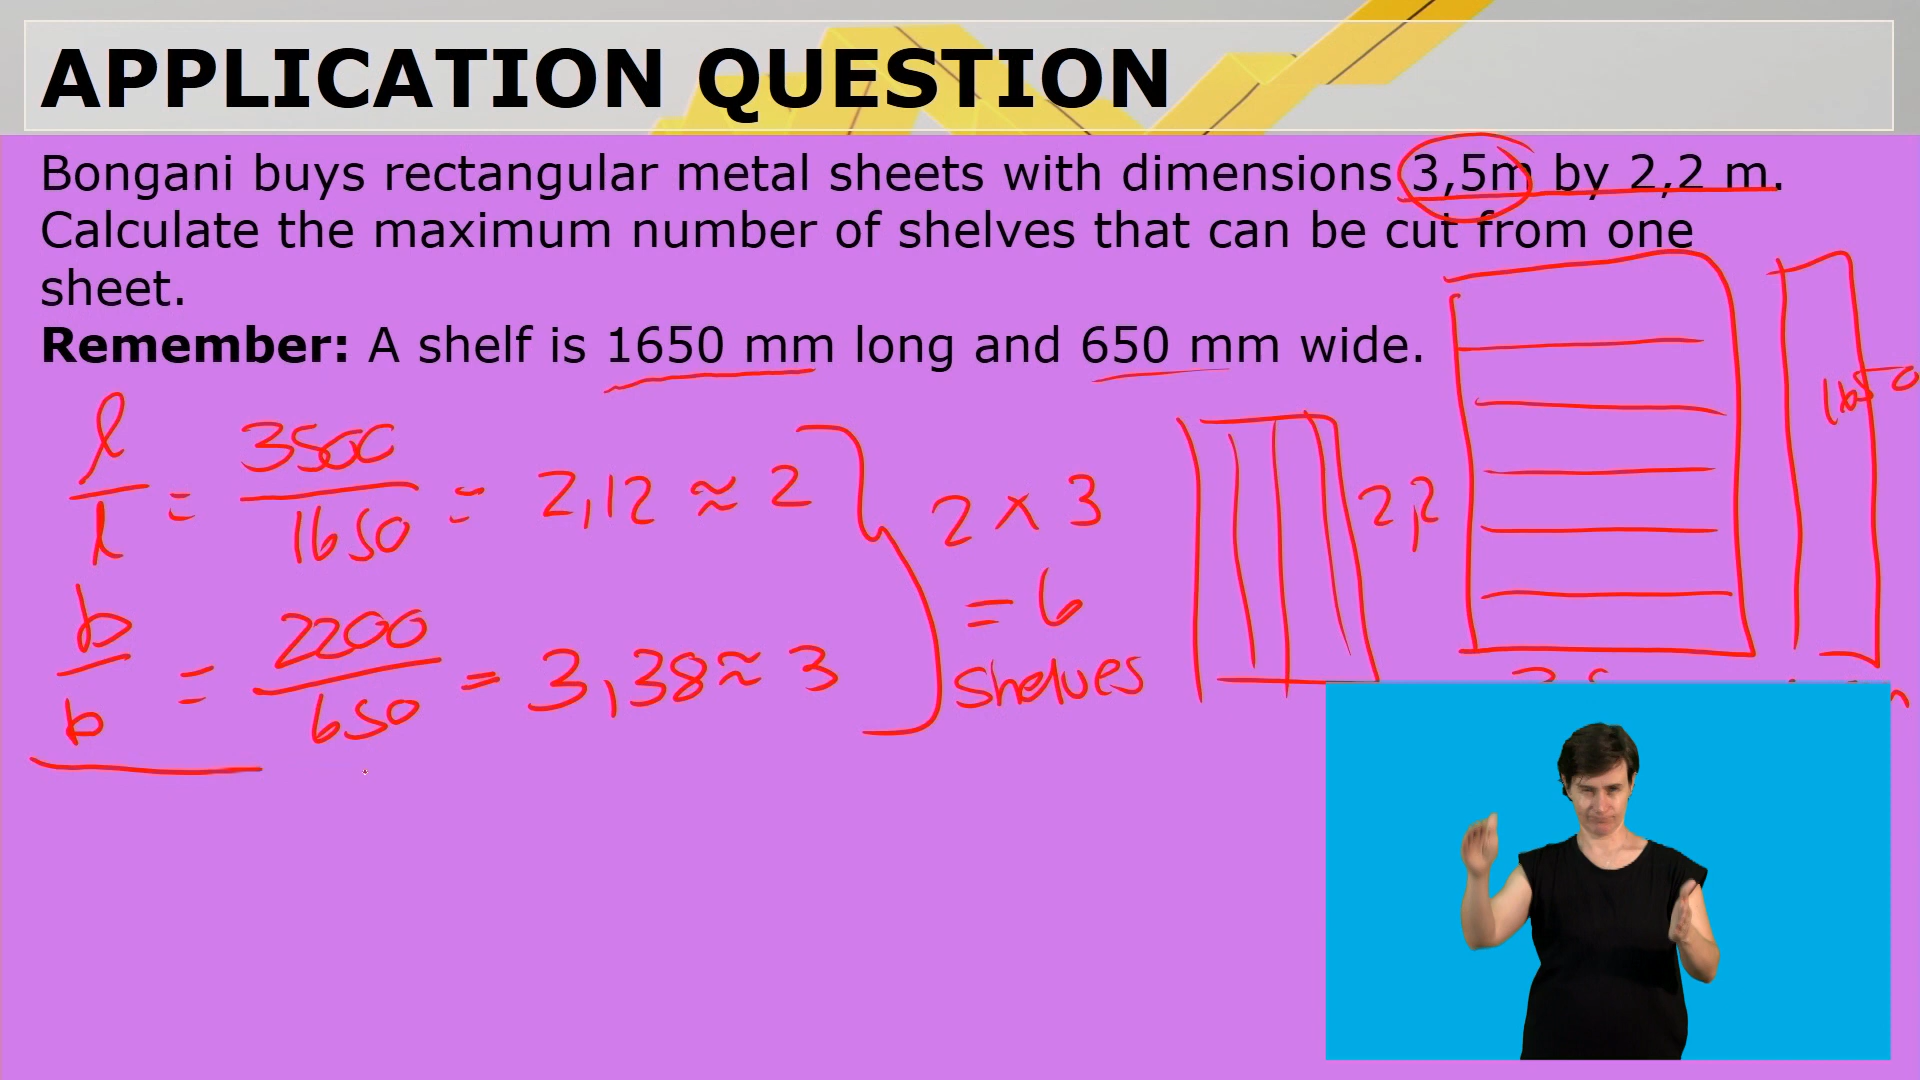 APPLICATION QUESTION
Bongani buys rectangular metal sheets with dimensions 3,5m by 2,2 m.
Calculate the maximum number of shelves that can be cut from one
sheet.
Remember: A shelf is 1650 mm long and 650 mm wide.
l/l = 3500/1650 = 2,12 ≈ 2
b/b = 2200/650 = 3,38 ≈ 3
2 × 3
= 6
shelves
2,2
1650